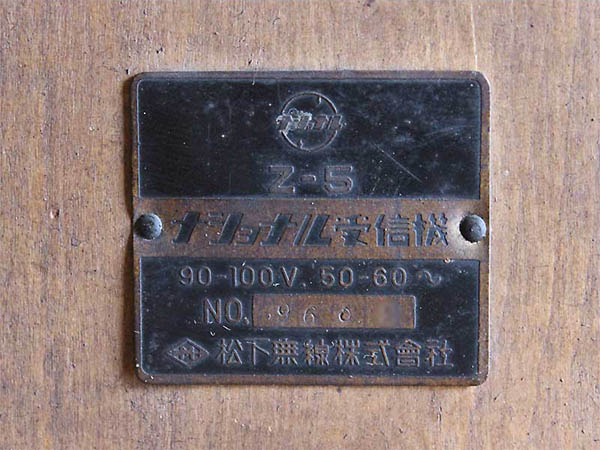 ナショナル
Z-5
ナショナル受信機
90-100V. 50-60～
NO. 960
松下無線株式會社